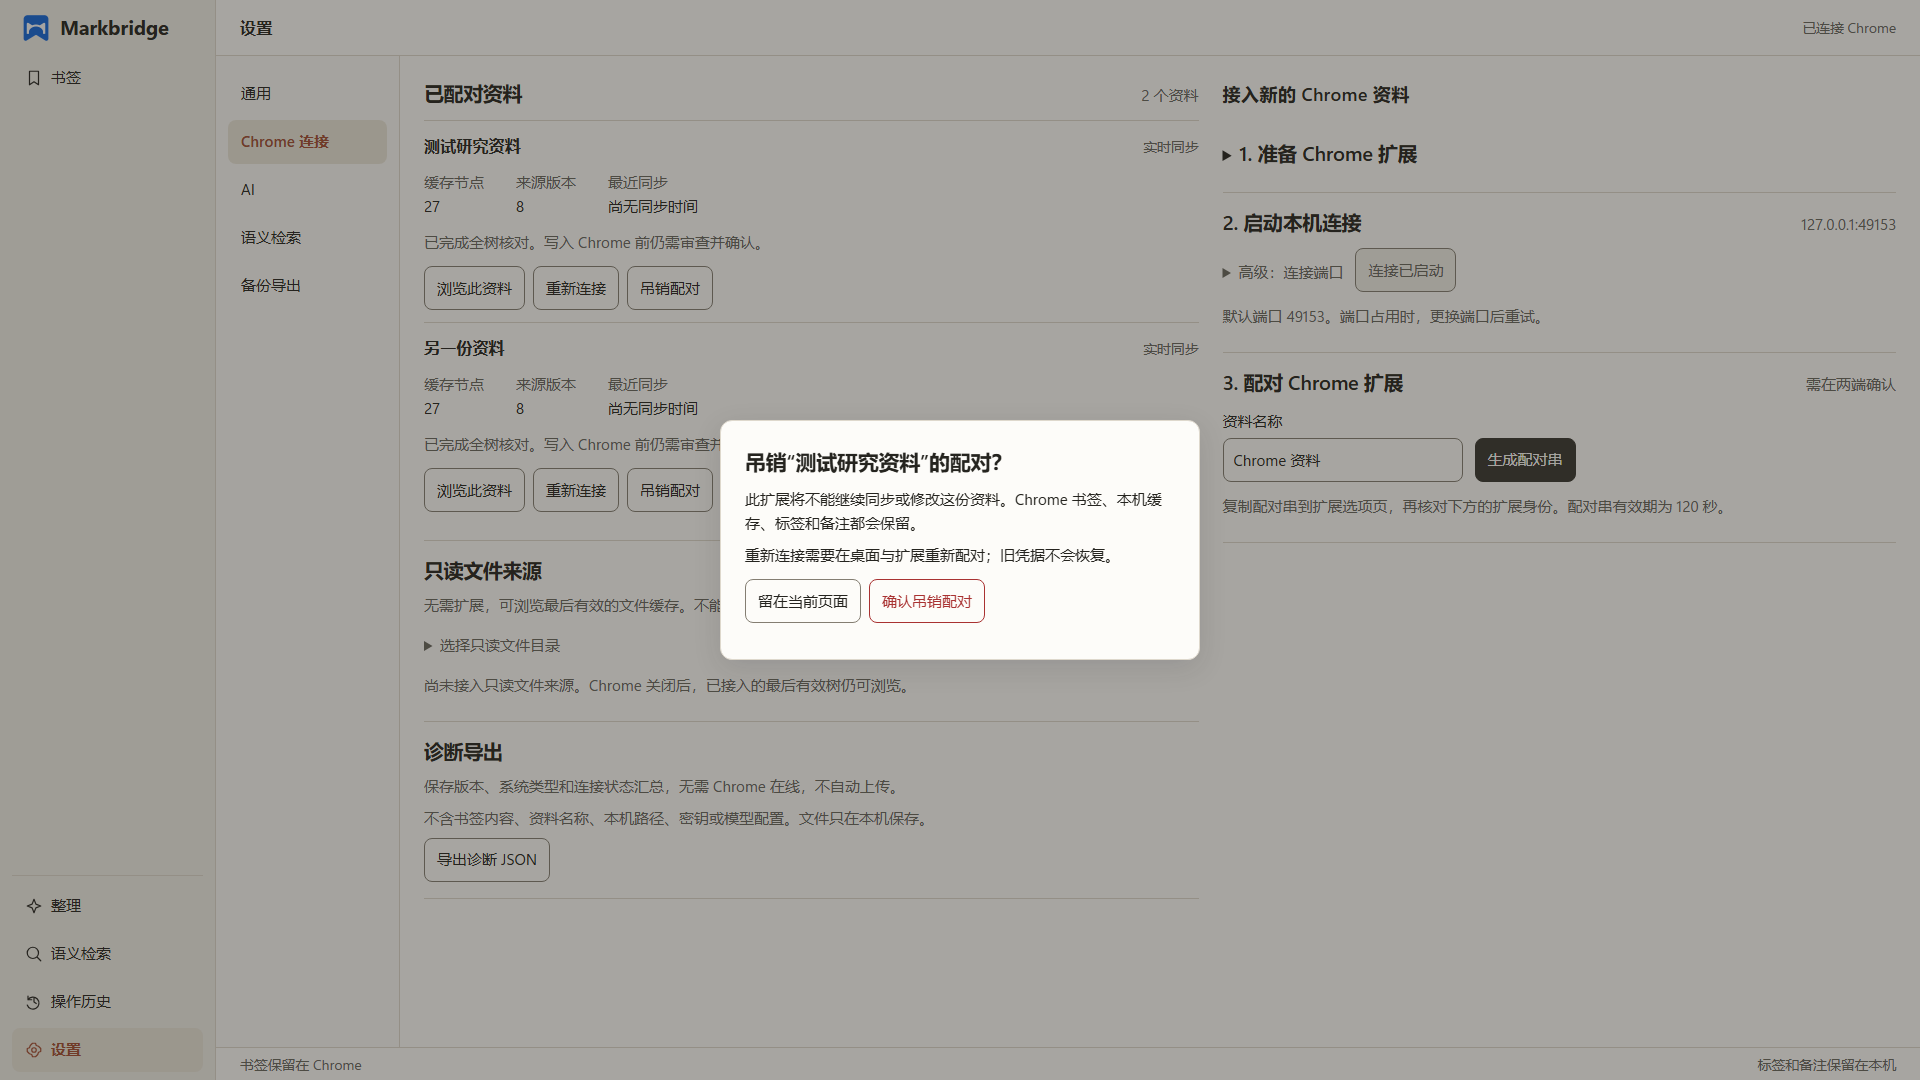 Markbridge
书签
整理
语义检索
操作历史
设置
设置
已连接 Chrome
通用
Chrome 连接
AI
语义检索
备份导出
已配对资料
2 个资料
测试研究资料
实时同步
缓存节点 来源版本 最近同步
27 8 尚无同步时间
已完成全树核对。写入 Chrome 前仍需审查并确认。
浏览此资料 重新连接 吊销配对
另一份资料
实时同步
缓存节点 来源版本 最近同步
27 8 尚无同步时间
已完成全树核对。写入 Chrome 前仍需审查并
浏览此资料 重新连接 吊销配对
只读文件来源
无需扩展，可浏览最后有效的文件缓存。不能
选择只读文件目录
尚未接入只读文件来源。Chrome 关闭后，已接入的最后有效树仍可浏览。
诊断导出
保存版本、系统类型和连接状态汇总，无需 Chrome 在线，不自动上传。
不含书签内容、资料名称、本机路径、密钥或模型配置。文件只在本机保存。
导出诊断 JSON
接入新的 Chrome 资料
1. 准备 Chrome 扩展
2. 启动本机连接
127.0.0.1:49153
高级：连接端口 连接已启动
默认端口 49153。端口占用时，更换端口后重试。
3. 配对 Chrome 扩展
需在两端确认
资料名称
Chrome 资料 生成配对串
复制配对串到扩展选项页，再核对下方的扩展身份。配对串有效期为 120 秒。
吊销“测试研究资料”的配对？
此扩展将不能继续同步或修改这份资料。Chrome 书签、本机缓
存、标签和备注都会保留。
重新连接需要在桌面与扩展重新配对；旧凭据不会恢复。
留在当前页面 确认吊销配对
书签保留在 Chrome
标签和备注保留在本机